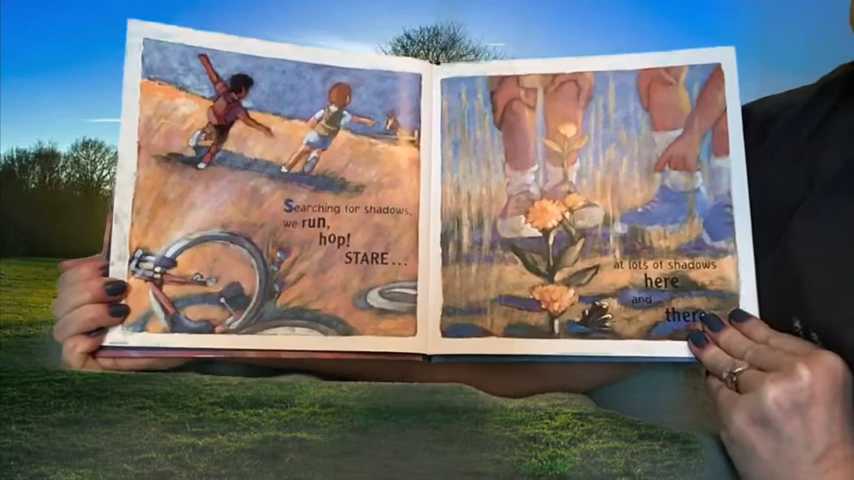 Searching for shadows,
we run,
hop!
STARE...
at lots of shadows
here
and
there